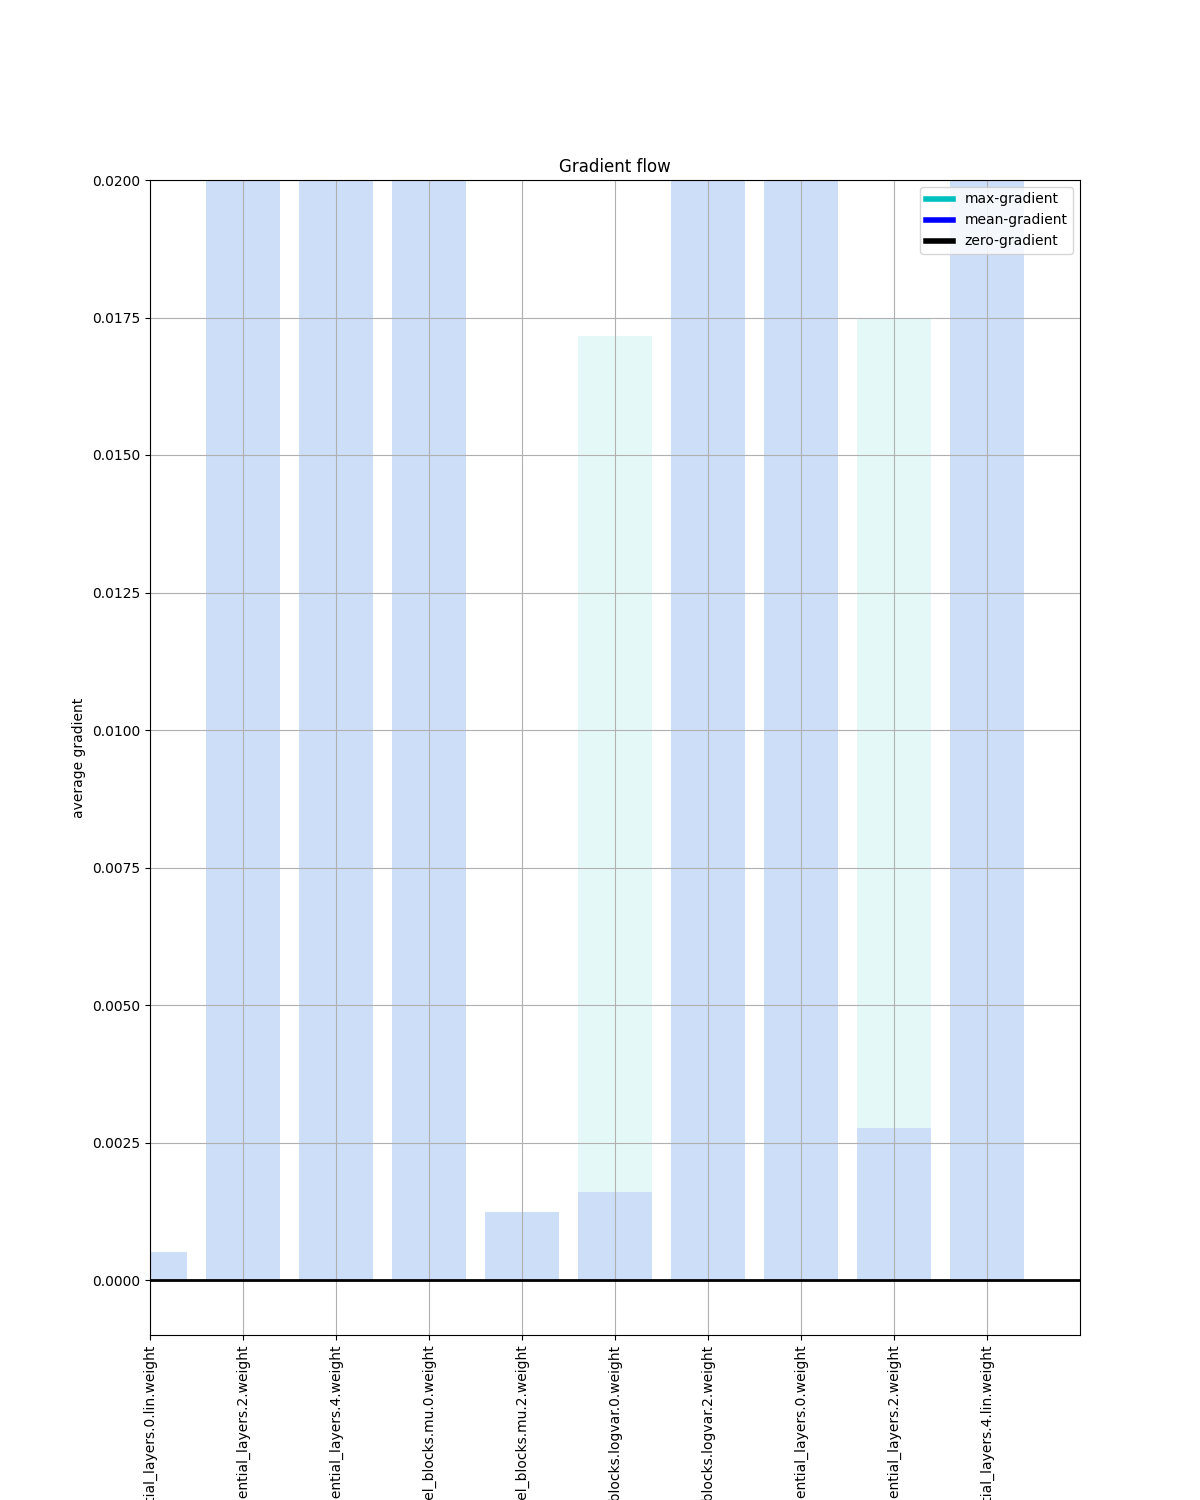 Gradient flow
max-gradient
mean-gradient
zero-gradient
0.0200
0.0175
0.0150
0.0125
0.0100
0.0075
0.0050
0.0025
0.0000
average gradient
tial_layers.0.lin.weight
ential_layers.2.weight
ential_layers.4.weight
el_blocks.mu.0.weight
el_blocks.mu.2.weight
blocks.logvar.0.weight
blocks.logvar.2.weight
ential_layers.0.weight
ential_layers.2.weight
tial_layers.4.lin.weight